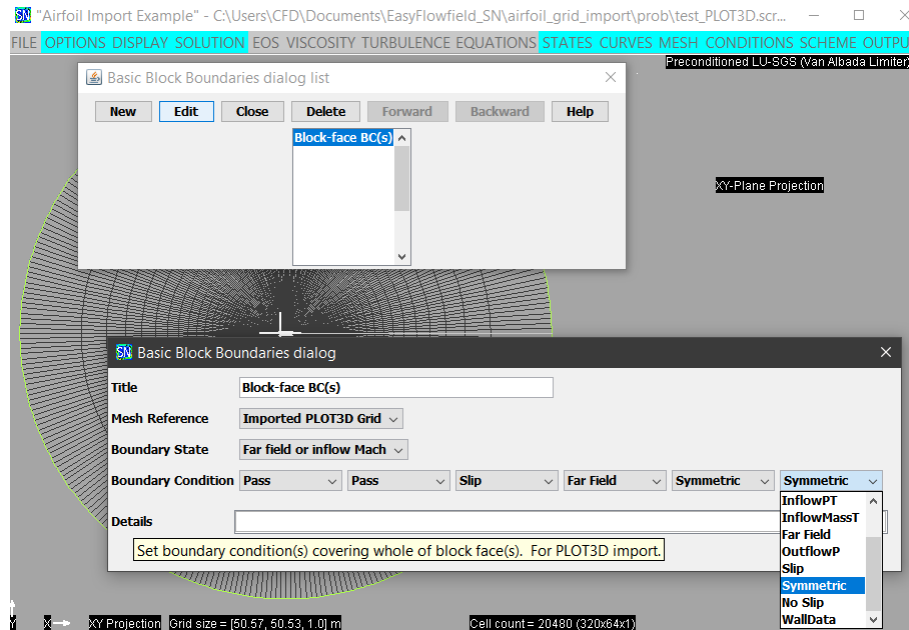 "Airfoil Import Example" - C:\Users\CFD\Documents\EasyFlowfield_SN\airfoil_grid_import\prob\test_PLOT3D.scr...
FILE OPTIONS DISPLAY SOLUTION EOS VISCOSITY TURBULENCE EQUATIONS STATES CURVES MESH CONDITIONS SCHEME OUTPU
Preconditioned LU-SGS (Van Albada Limiter)
Basic Block Boundaries dialog list
New Edit Close Delete Forward Backward Help
Block-face BC(s)
XY-Plane Projection
SN Basic Block Boundaries dialog
Title Block-face BC(s)
Mesh Reference Imported PLOT3D Grid
Boundary State Far field or inflow Mach
Boundary Condition Pass Pass Slip Far Field Symmetric Symmetric
InflowPT
InflowMassT
Far Field
OutflowP
Slip
Symmetric
No Slip
WallData
Details
Set boundary condition(s) covering whole of block face(s). For PLOT3D import.
Y X XY Projection Grid size = [50.57, 50.53, 1.0] m Cell count = 20480 (320x64x1)